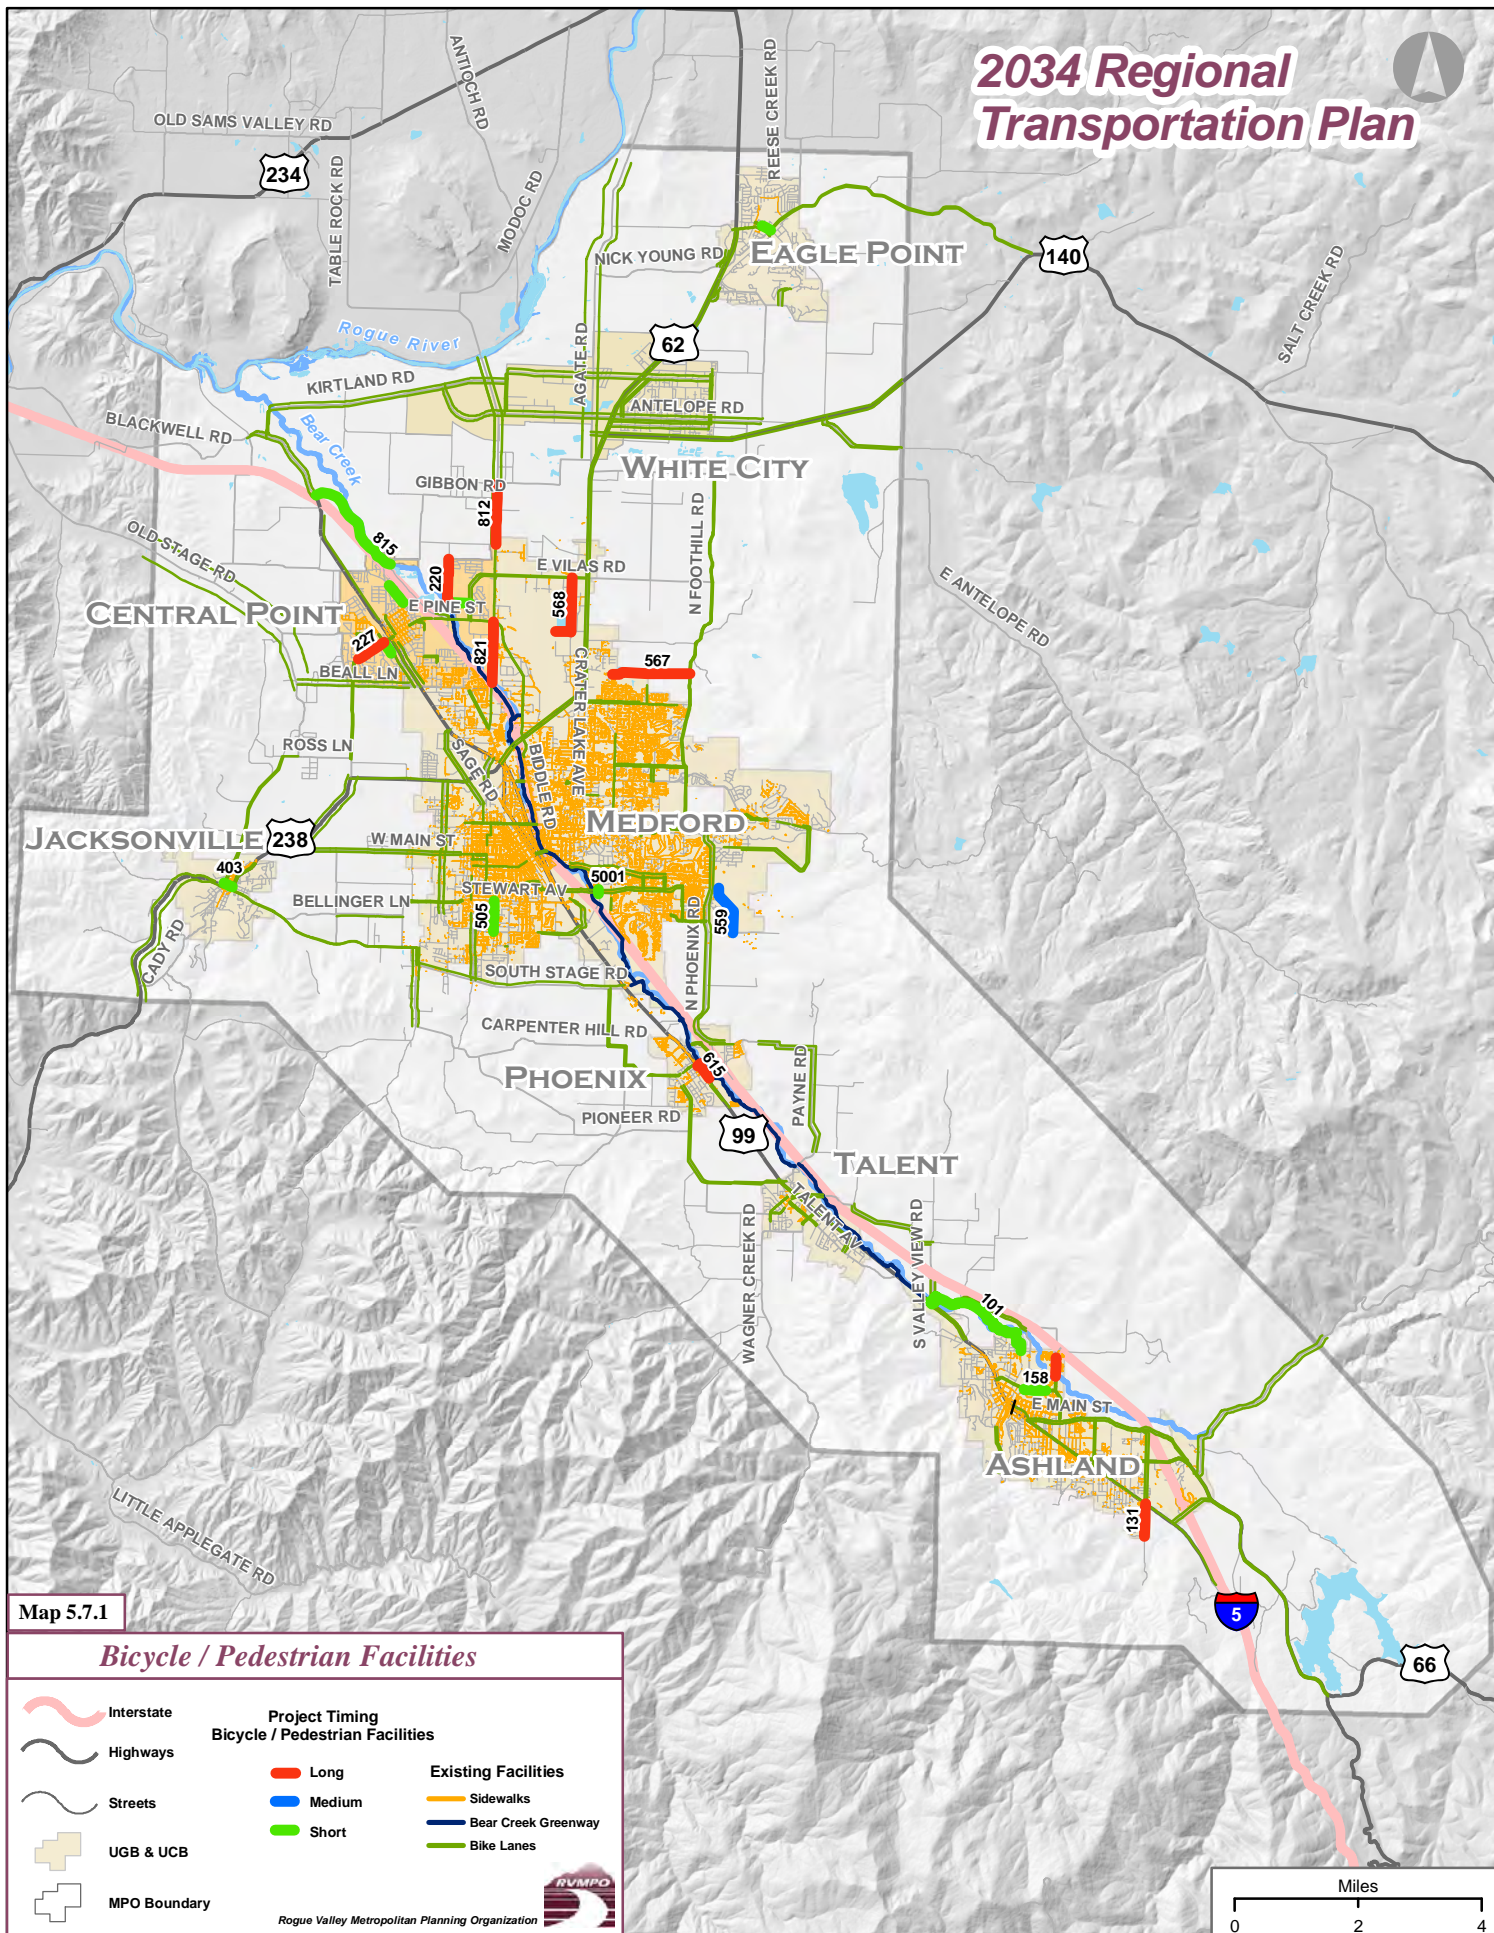 2034 Regional
Transportation Plan
ANTIOCH RD
REESE CREEK RD
OLD SAMS VALLEY RD
234
TABLE ROCK RD
MODOC RD
NICK YOUNG RD
EAGLE POINT
140
SALT CREEK RD
Rogue River
62
AGATE RD
KIRTLAND RD
ANTELOPE RD
BLACKWELL RD
Bear Creek
WHITE CITY
GIBBON RD
812
N FOOTHILL RD
OLD STAGE RD
815
220
E VILAS RD
E ANTELOPE RD
CENTRAL POINT
E PINE ST
568
227
821
567
BEALL LN
CRATER LAKE AVE
ROSS LN
SAGE RD
BIDDLE RD
JACKSONVILLE
238
W MAIN ST
MEDFORD
403
5001
STEWART AV
BELLINGER LN
505
559
N PHOENIX RD
CADY RD
SOUTH STAGE RD
CARPENTER HILL RD
615
PHOENIX
PAYNE RD
PIONEER RD
99
TALENT
TALENT AV
WAGNER CREEK RD
S VALLEY VIEW RD
101
158
E MAIN ST
ASHLAND
131
LITTLE APPLEGATE RD
5
66
Map 5.7.1
Bicycle / Pedestrian Facilities
Interstate
Highways
Streets
UGB & UCB
MPO Boundary
Project Timing
Bicycle / Pedestrian Facilities
Long
Medium
Short
Existing Facilities
Sidewalks
Bear Creek Greenway
Bike Lanes
RVMPO
Rogue Valley Metropolitan Planning Organization
Miles
0 2 4